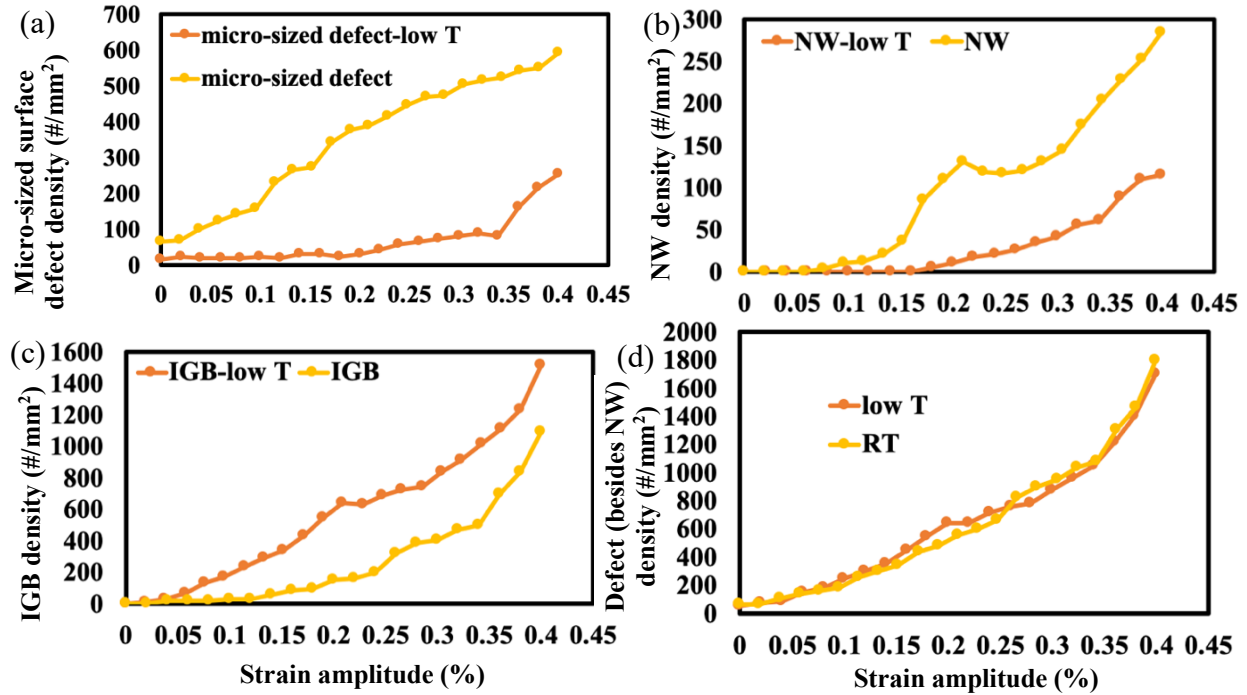 (a)
Micro-sized surface
defect density (#/mm²)
700
600
500
400
300
200
100
0
micro-sized defect-low T
micro-sized defect
0 0.05 0.1 0.15 0.2 0.25 0.3 0.35 0.4 0.45
(b)
NW density (#/mm²)
300
250
200
150
100
50
0
NW-low T NW
0 0.05 0.1 0.15 0.2 0.25 0.3 0.35 0.4 0.45
(c)
IGB density (#/mm²)
1600
1400
1200
1000
800
600
400
200
0
IGB-low T IGB
0 0.05 0.1 0.15 0.2 0.25 0.3 0.35 0.4 0.45
Strain amplitude (%)
(d)
Defect (besides NW)
density (#/mm²)
2000
1800
1600
1400
1200
1000
800
600
400
200
0
low T
RT
0 0.05 0.1 0.15 0.2 0.25 0.3 0.35 0.4 0.45
Strain amplitude (%)